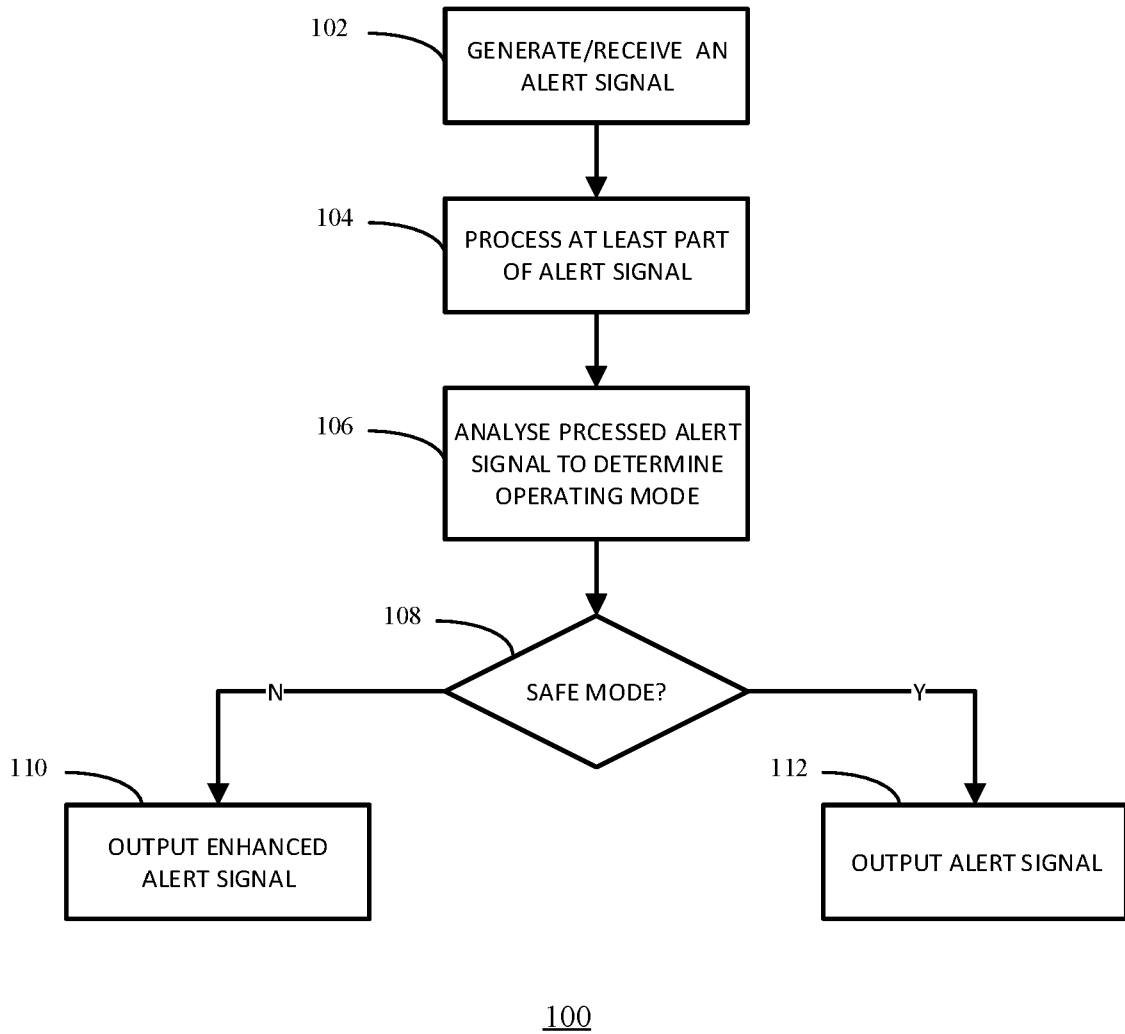 102
GENERATE/RECEIVE AN
ALERT SIGNAL
104
PROCESS AT LEAST PART
OF ALERT SIGNAL
106
ANALYSE PRCESSED ALERT
SIGNAL TO DETERMINE
OPERATING MODE
108
SAFE MODE?
N
Y
110
OUTPUT ENHANCED
ALERT SIGNAL
112
OUTPUT ALERT SIGNAL
100